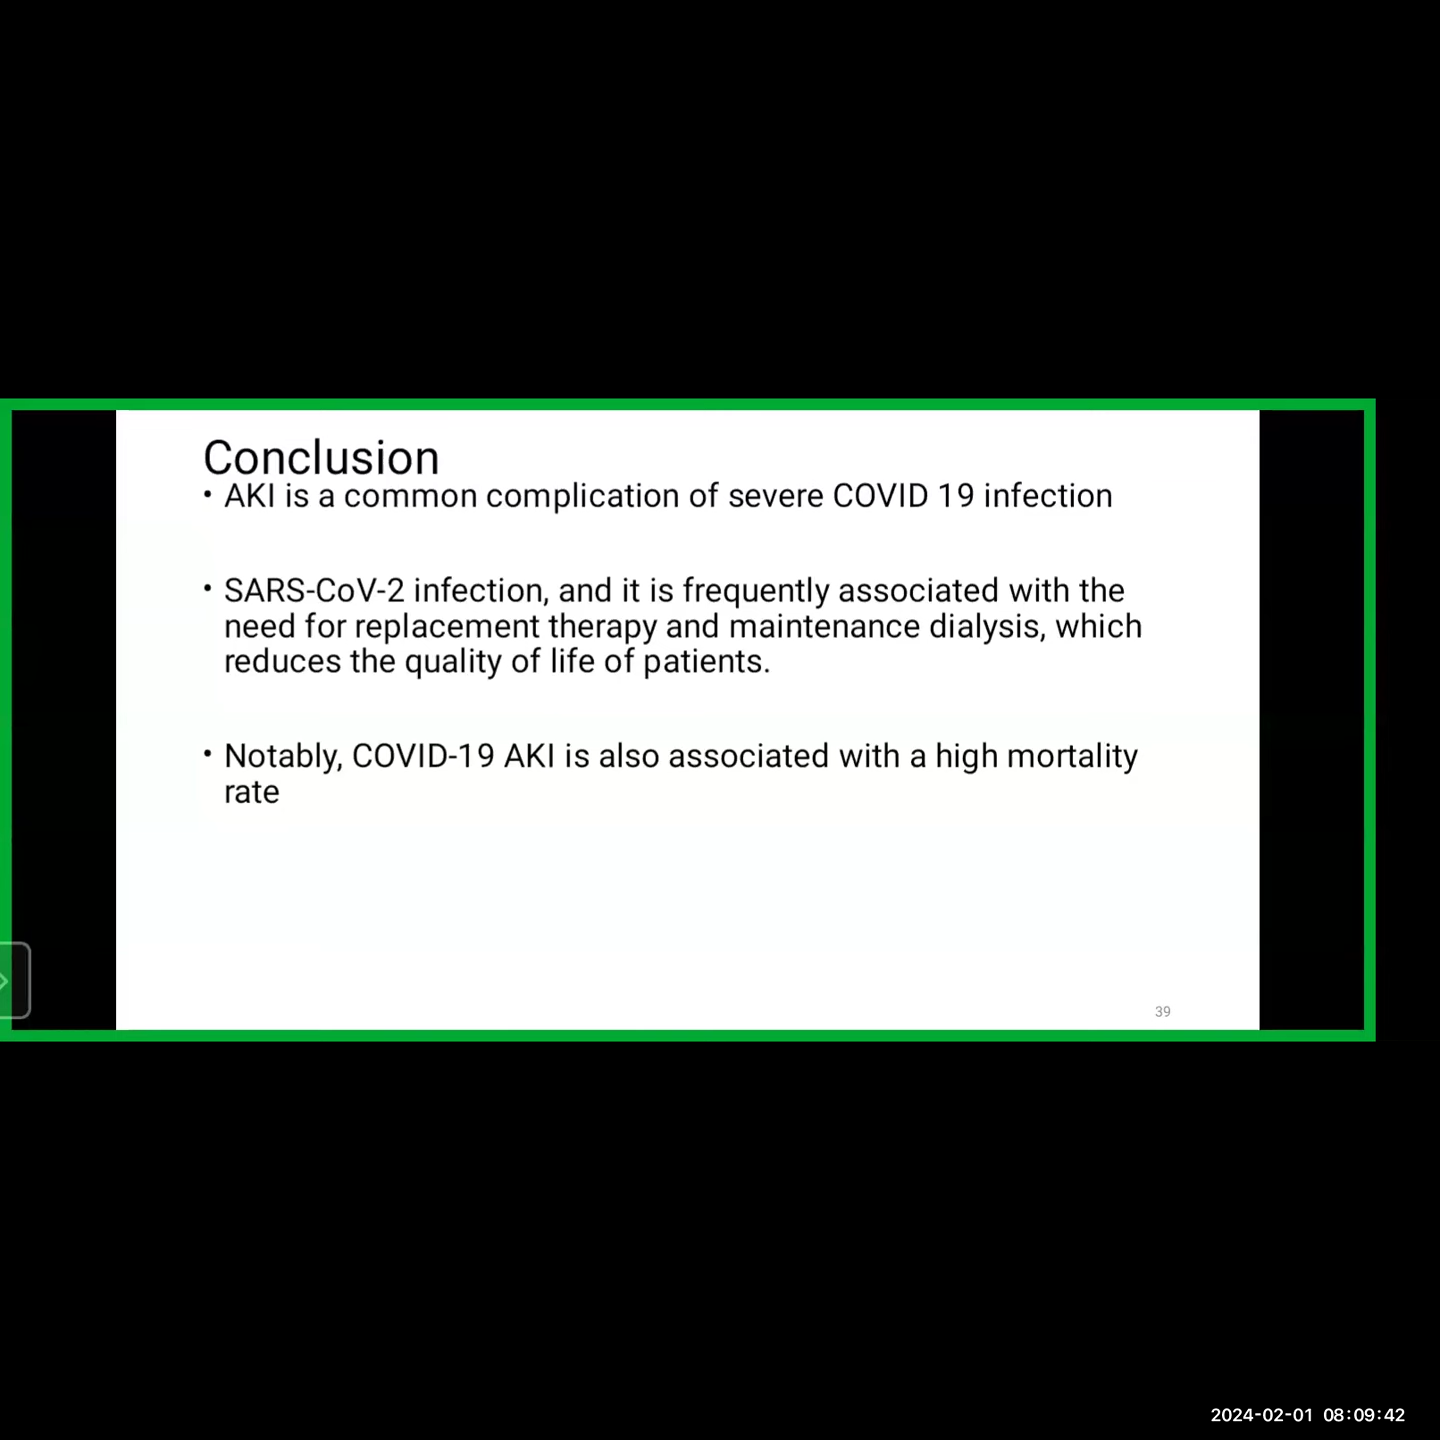 Conclusion
• AKI is a common complication of severe COVID 19 infection
• SARS-CoV-2 infection, and it is frequently associated with the
need for replacement therapy and maintenance dialysis, which
reduces the quality of life of patients.
• Notably, COVID-19 AKI is also associated with a high mortality
rate
39
2024-02-01 08:09:42